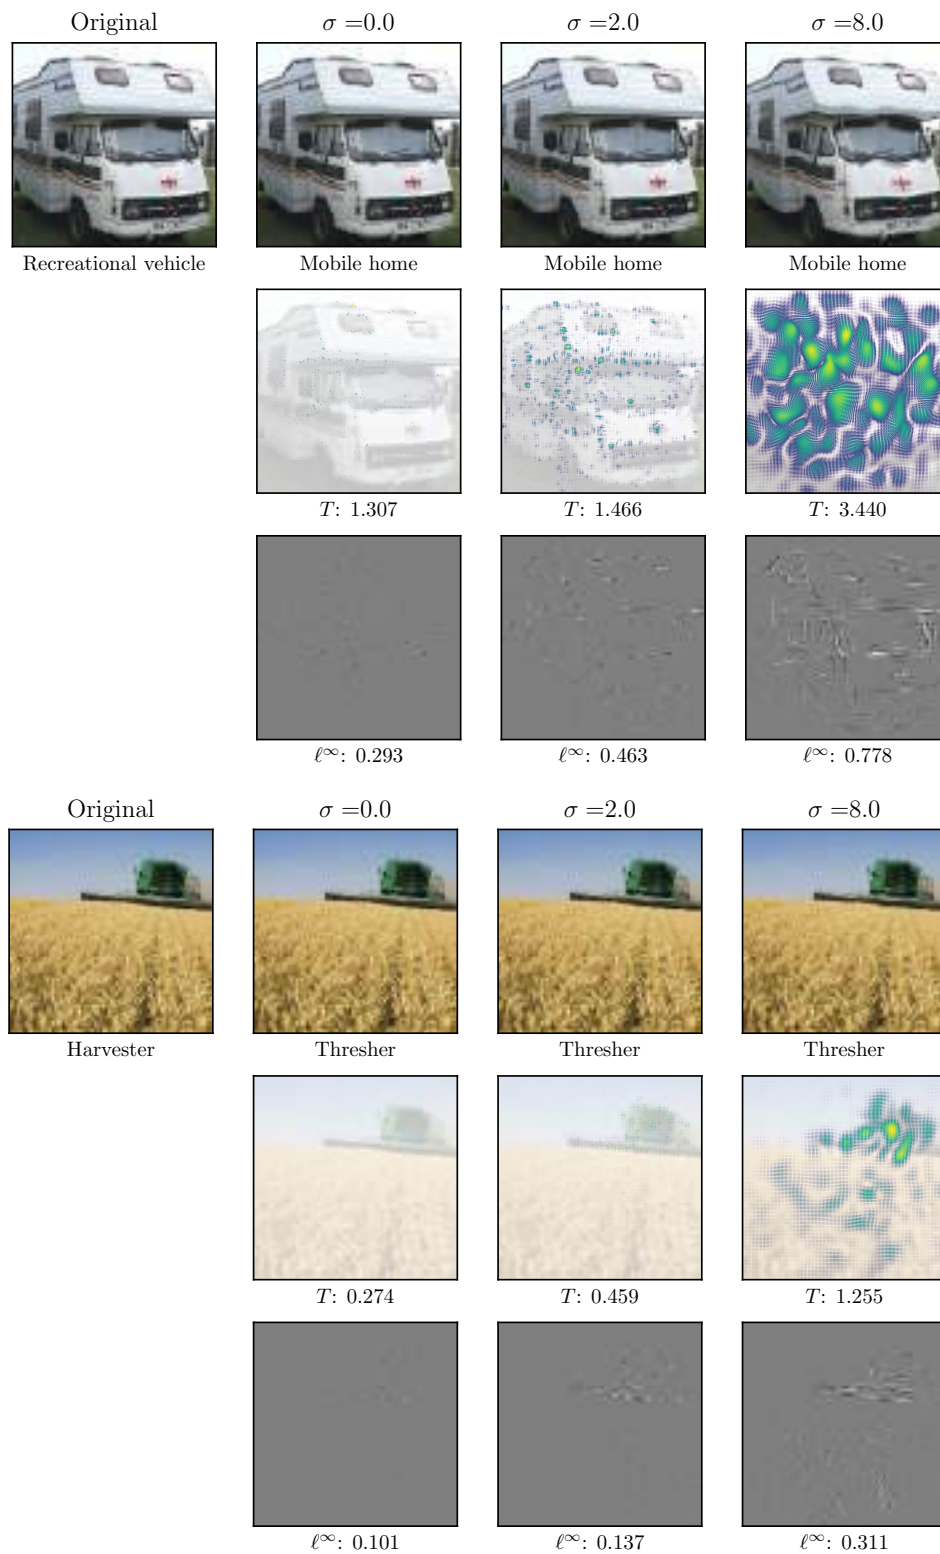 Original σ =0.0 σ =2.0 σ =8.0
Recreational vehicle Mobile home Mobile home Mobile home
T: 1.307 T: 1.466 T: 3.440
ℓ∞: 0.293 ℓ∞: 0.463 ℓ∞: 0.778
Original σ =0.0 σ =2.0 σ =8.0
Harvester Thresher Thresher Thresher
T: 0.274 T: 0.459 T: 1.255
ℓ∞: 0.101 ℓ∞: 0.137 ℓ∞: 0.311